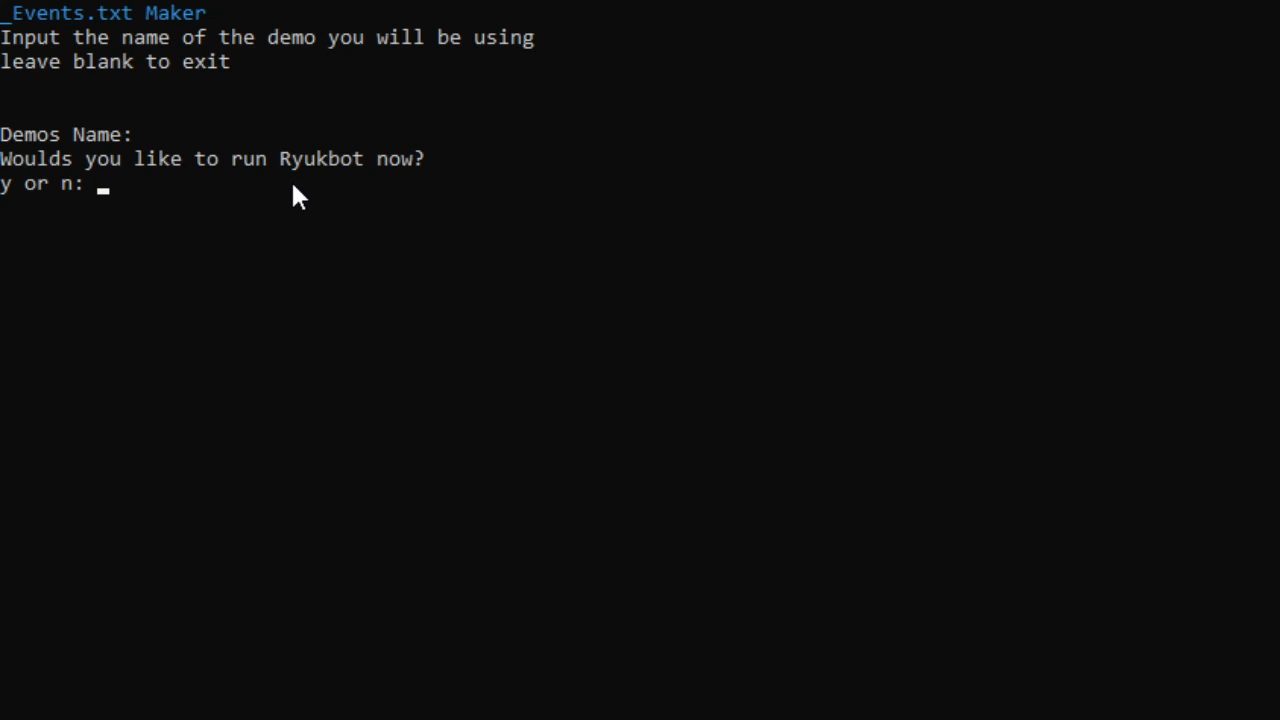 _Events.txt Maker
Input the name of the demo you will be using
leave blank to exit
Demos Name:
Woulds you like to run Ryukbot now?
y or n: